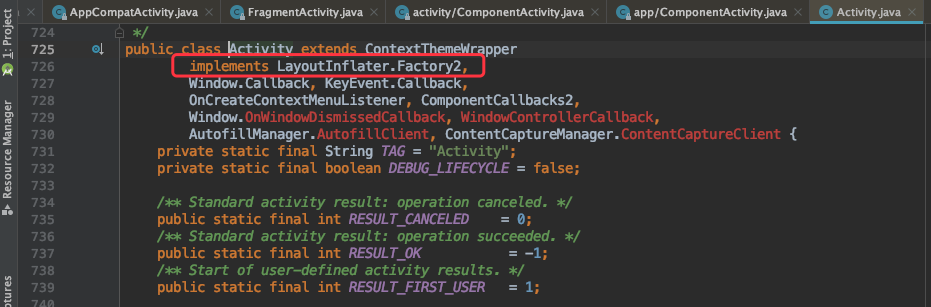 AppCompatActivity.java × FragmentActivity.java × activity/ComponentActivity.java × app/ComponentActivity.java × Activity.java ×
1: Project
Resource Manager
724 */
725 public class Activity extends ContextThemeWrapper
726 implements LayoutInflater.Factory2,
727 Window.Callback, KeyEvent.Callback,
728 OnCreateContextMenuListener, ComponentCallbacks2,
729 Window.OnWindowDismissedCallback, WindowControllerCallback,
730 AutofillManager.AutofillClient, ContentCaptureManager.ContentCaptureClient {
731 private static final String TAG = "Activity";
732 private static final boolean DEBUG_LIFECYCLE = false;
733
734 /** Standard activity result: operation canceled. */
735 public static final int RESULT_CANCELED = 0;
736 /** Standard activity result: operation succeeded. */
737 public static final int RESULT_OK = -1;
738 /** Start of user-defined activity results. */
739 public static final int RESULT_FIRST_USER = 1;
740